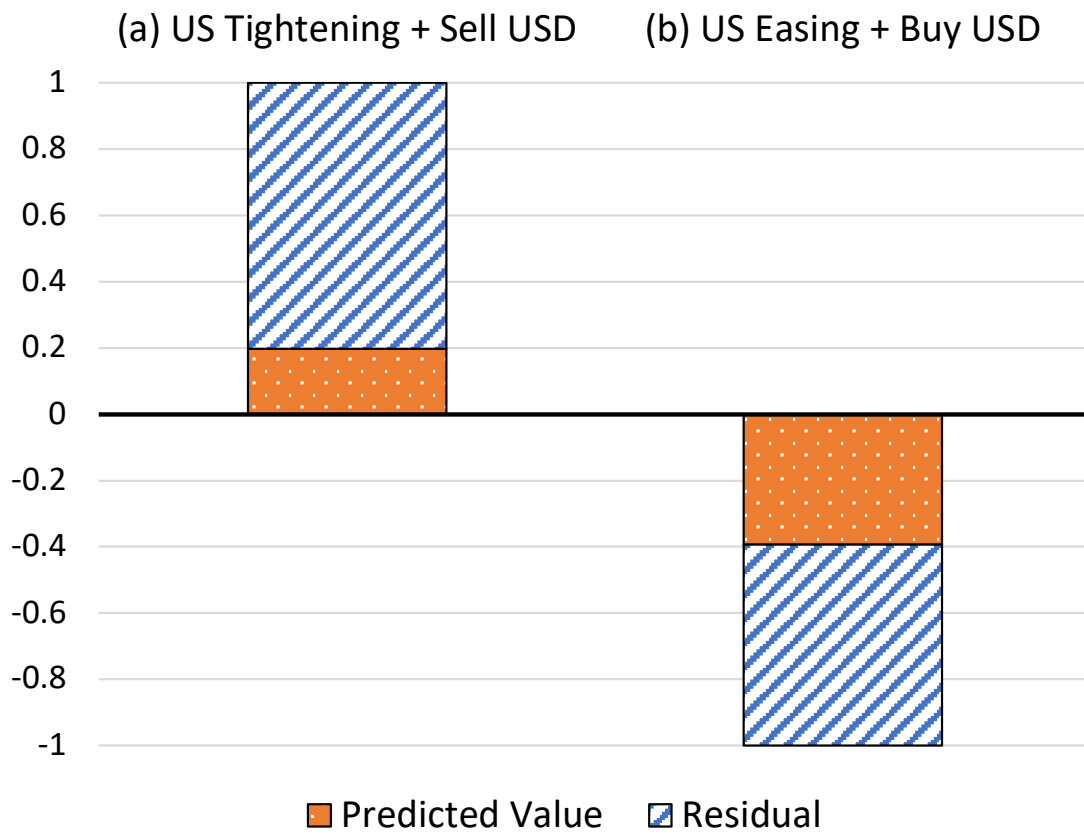 (a) US Tightening + Sell USD
(b) US Easing + Buy USD
1
0.8
0.6
0.4
0.2
0
-0.2
-0.4
-0.6
-0.8
-1
Predicted Value
Residual